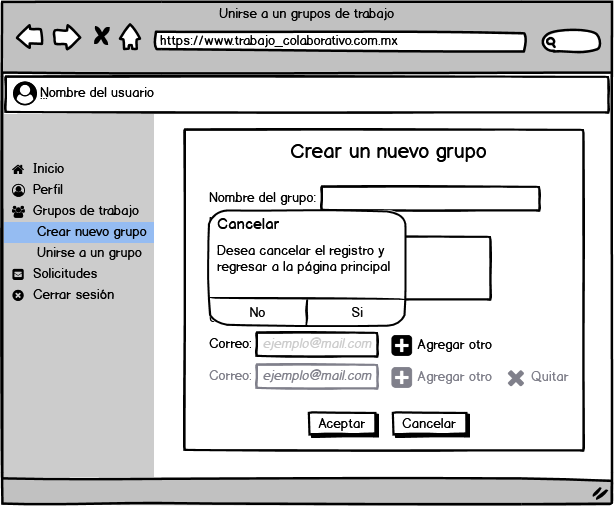 Unirse a un grupos de trabajo
https://www.trabajo_colaborativo.com.mx
Nombre del usuario
Crear un nuevo grupo
Inicio
Perfil
Grupos de trabajo
Crear nuevo grupo
Unirse a un grupo
Solicitudes
Cerrar sesión
Nombre del grupo:
Cancelar
Desea cancelar el registro y
regresar a la página principal
No Si
Correo: ejemplo@mail.com Agregar otro
Correo: ejemplo@mail.com Agregar otro Quitar
Aceptar Cancelar